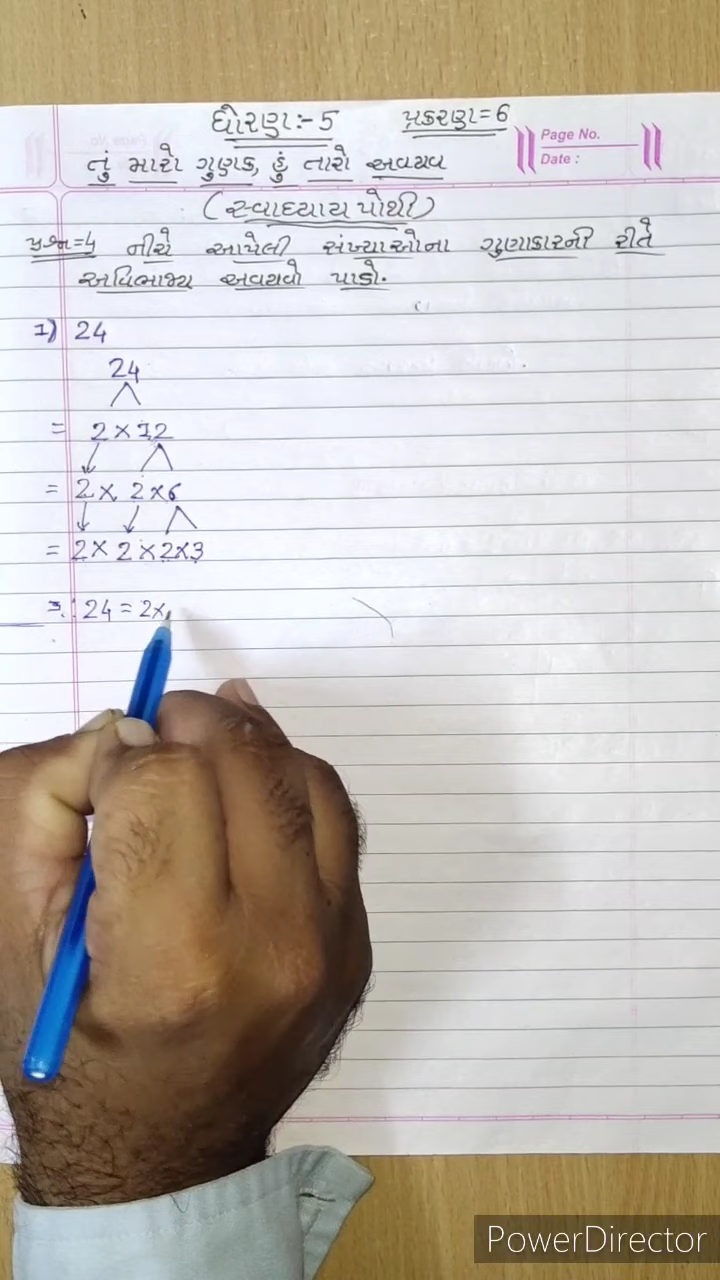 ધોરણ:- 5 પ્રકરણ = 6
Page No.
Date :
તું મારો ગુણક, હું તારો અવયવ
(સ્વાધ્યાય પોથી)
પ્રશ્ન=4 નીચે આપેલી સંખ્યાઓના ગુણાકારની રીતે
અવિભાજ્ય અવયવો પાડો.
1) 24
24
= 2 × 12
= 2 × 2 × 6
= 2 × 2 × 2 × 3
24 = 2×
PowerDirector